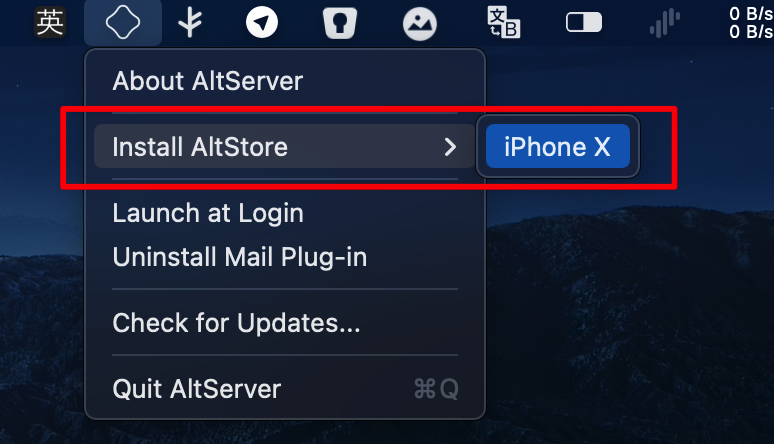 英
文
B
0 B/s
0 B/s
About AltServer
Install AltStore
iPhone X
Launch at Login
Uninstall Mail Plug-in
Check for Updates...
Quit AltServer ⌘Q